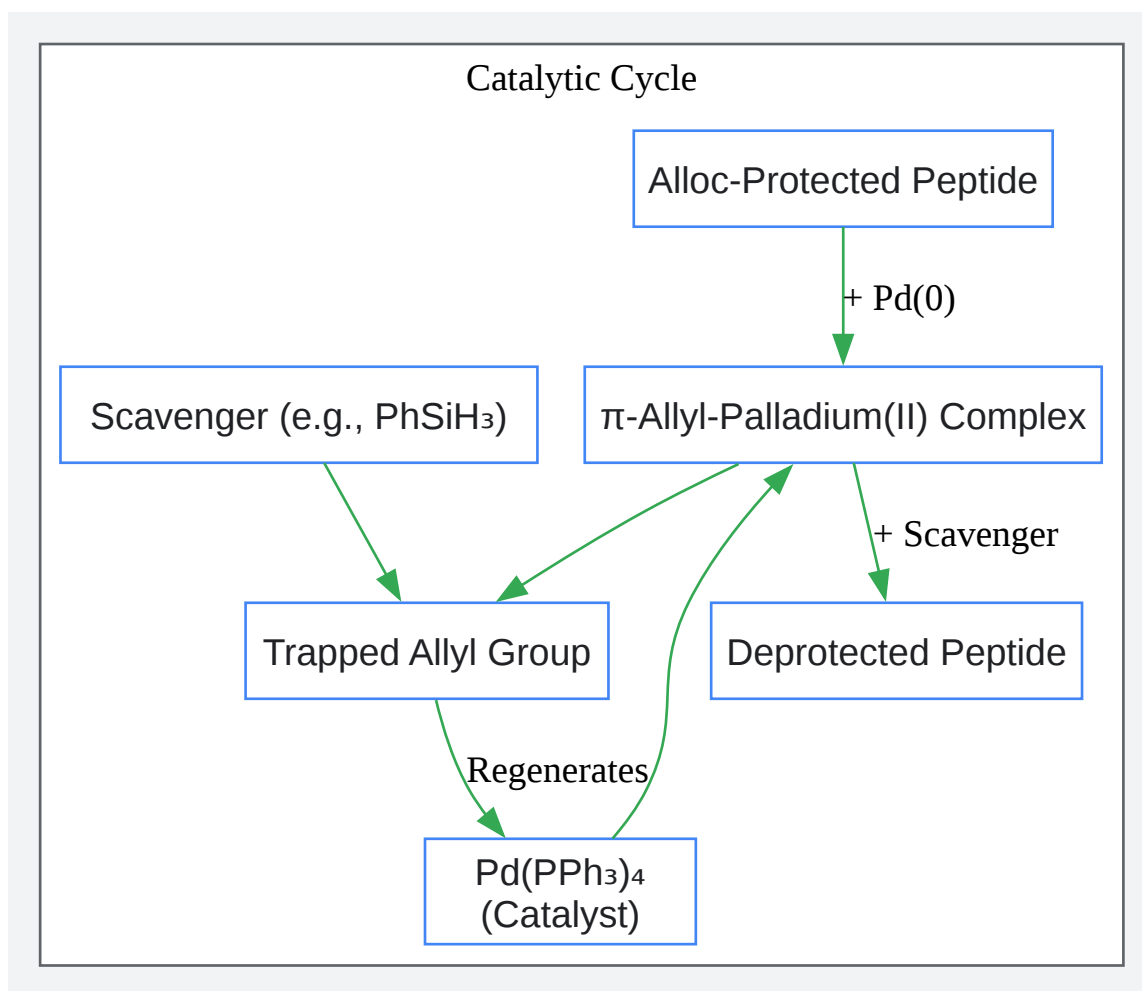 Catalytic Cycle
Alloc-Protected Peptide
+ Pd(0)
Scavenger (e.g., PhSiH₃)
π-Allyl-Palladium(II) Complex
+ Scavenger
Trapped Allyl Group
Deprotected Peptide
Regenerates
Pd(PPh₃)₄
(Catalyst)